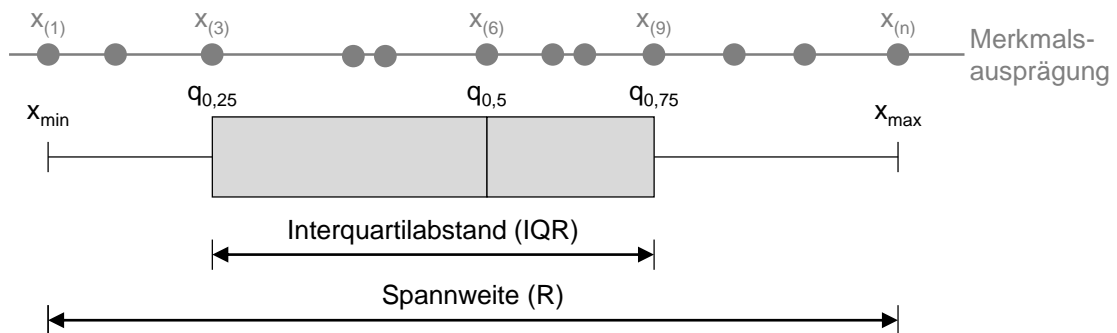 x(1) x(3) x(6) x(9) x(n)
Merkmals-
ausprägung
q0,25 q0,5 q0,75
xmin xmax
Interquartilabstand (IQR)
Spannweite (R)